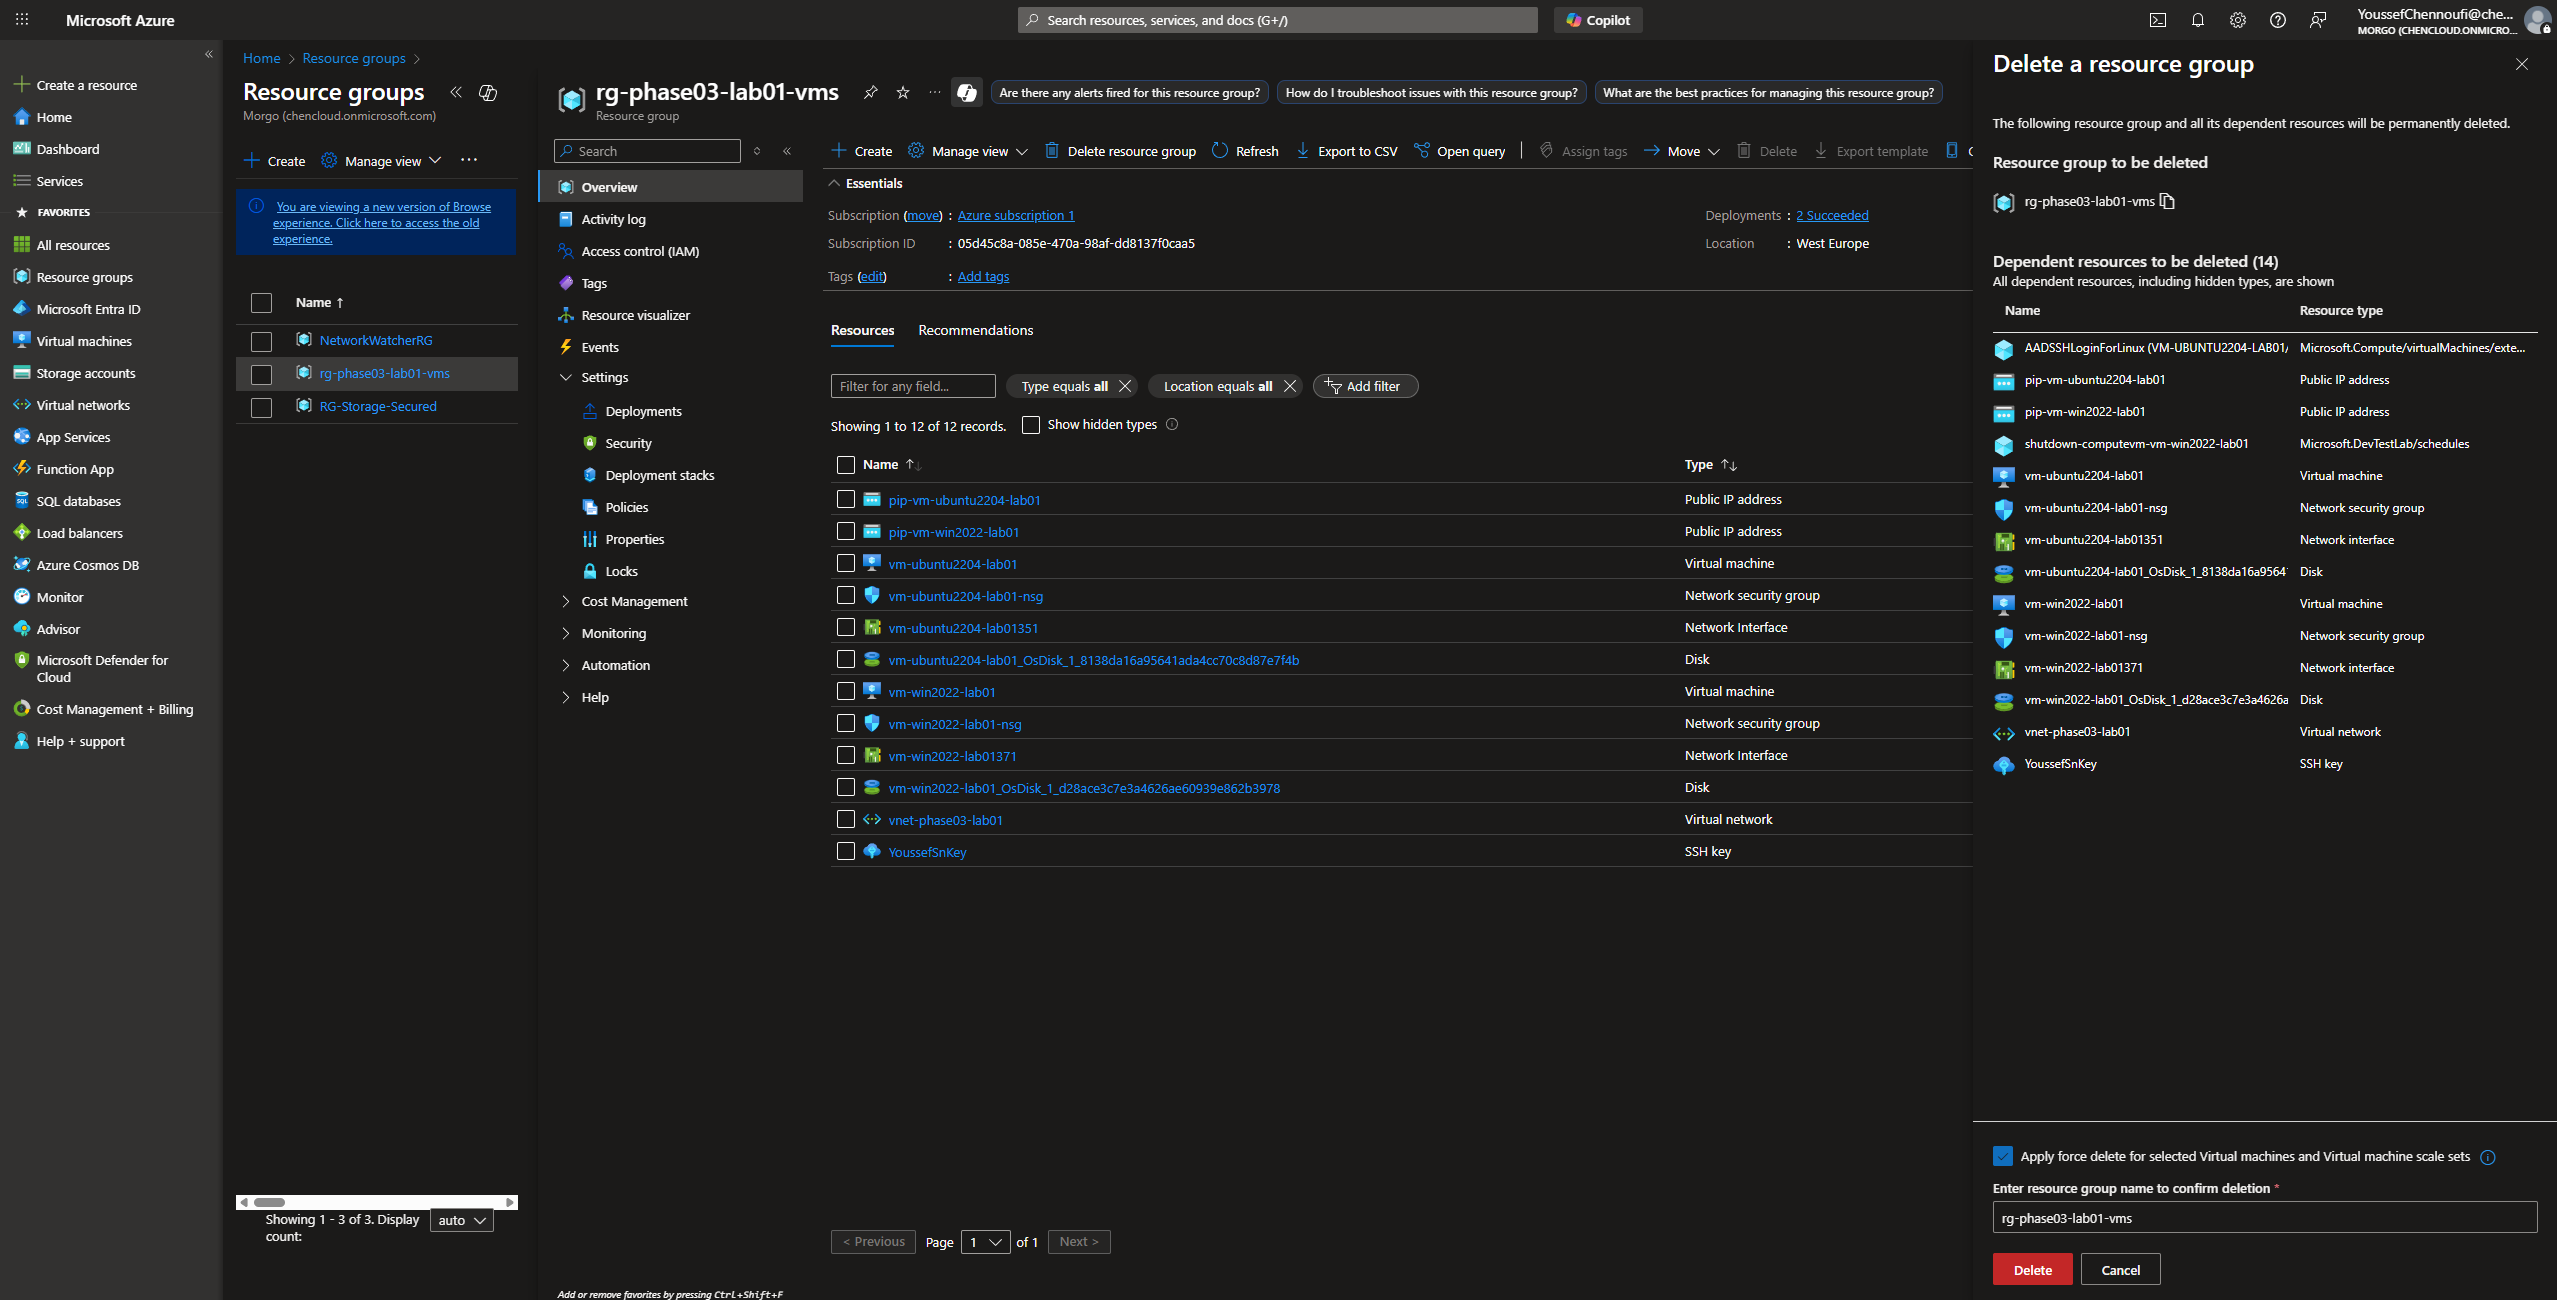 Microsoft Azure
Search resources, services, and docs (G+/)
Copilot
YoussefChennoufi@che...
MORGO (CHENCLOUD.ONMICRO...
Create a resource
Home
Dashboard
Services
FAVORITES
All resources
Resource groups
Microsoft Entra ID
Virtual machines
Storage accounts
Virtual networks
App Services
Function App
SQL databases
Load balancers
Azure Cosmos DB
Monitor
Advisor
Microsoft Defender for
Cloud
Cost Management + Billing
Help + support
Home > Resource groups >
Resource groups
Morgo (chencloud.onmicrosoft.com)
Create
Manage view
You are viewing a new version of Browse
experience. Click here to access the old
experience.
Name ↑
NetworkWatcherRG
rg-phase03-lab01-vms
RG-Storage-Secured
Showing 1 - 3 of 3. Display
count:
auto
rg-phase03-lab01-vms
Resource group
Are there any alerts fired for this resource group?
How do I troubleshoot issues with this resource group?
What are the best practices for managing this resource group?
Search
Overview
Activity log
Access control (IAM)
Tags
Resource visualizer
Events
Settings
Deployments
Security
Deployment stacks
Policies
Properties
Locks
Cost Management
Monitoring
Automation
Help
Add or remove favorites by pressing Ctrl+Shift+F
Create
Manage view
Delete resource group
Refresh
Export to CSV
Open query
Assign tags
Move
Delete
Export template
Essentials
Subscription (move) : Azure subscription 1
Subscription ID : 05d45c8a-085e-470a-98af-dd8137f0caa5
Tags (edit) : Add tags
Deployments : 2 Succeeded
Location : West Europe
Resources
Recommendations
Filter for any field...
Type equals all
Location equals all
Add filter
Showing 1 to 12 of 12 records.
Show hidden types
Name ↑↓ Type ↑↓
pip-vm-ubuntu2204-lab01 Public IP address
pip-vm-win2022-lab01 Public IP address
vm-ubuntu2204-lab01 Virtual machine
vm-ubuntu2204-lab01-nsg Network security group
vm-ubuntu2204-lab01351 Network Interface
vm-ubuntu2204-lab01_OsDisk_1_8138da16a95641ada4cc70c8d87e7f4b Disk
vm-win2022-lab01 Virtual machine
vm-win2022-lab01-nsg Network security group
vm-win2022-lab01371 Network Interface
vm-win2022-lab01_OsDisk_1_d28ace3c7e3a4626ae60939e862b3978 Disk
vnet-phase03-lab01 Virtual network
YoussefSnKey SSH key
< Previous
Page 1 of 1
Next >
Delete a resource group
The following resource group and all its dependent resources will be permanently deleted.
Resource group to be deleted
rg-phase03-lab01-vms
Dependent resources to be deleted (14)
All dependent resources, including hidden types, are shown
Name Resource type
AADSSHLoginForLinux (VM-UBUNTU2204-LAB01/ Microsoft.Compute/virtualMachines/exte...
pip-vm-ubuntu2204-lab01 Public IP address
pip-vm-win2022-lab01 Public IP address
shutdown-computevm-vm-win2022-lab01 Microsoft.DevTestLab/schedules
vm-ubuntu2204-lab01 Virtual machine
vm-ubuntu2204-lab01-nsg Network security group
vm-ubuntu2204-lab01351 Network interface
vm-ubuntu2204-lab01_OsDisk_1_8138da16a95641 Disk
vm-win2022-lab01 Virtual machine
vm-win2022-lab01-nsg Network security group
vm-win2022-lab01371 Network interface
vm-win2022-lab01_OsDisk_1_d28ace3c7e3a4626a Disk
vnet-phase03-lab01 Virtual network
YoussefSnKey SSH key
Apply force delete for selected Virtual machines and Virtual machine scale sets
Enter resource group name to confirm deletion *
rg-phase03-lab01-vms
Delete
Cancel